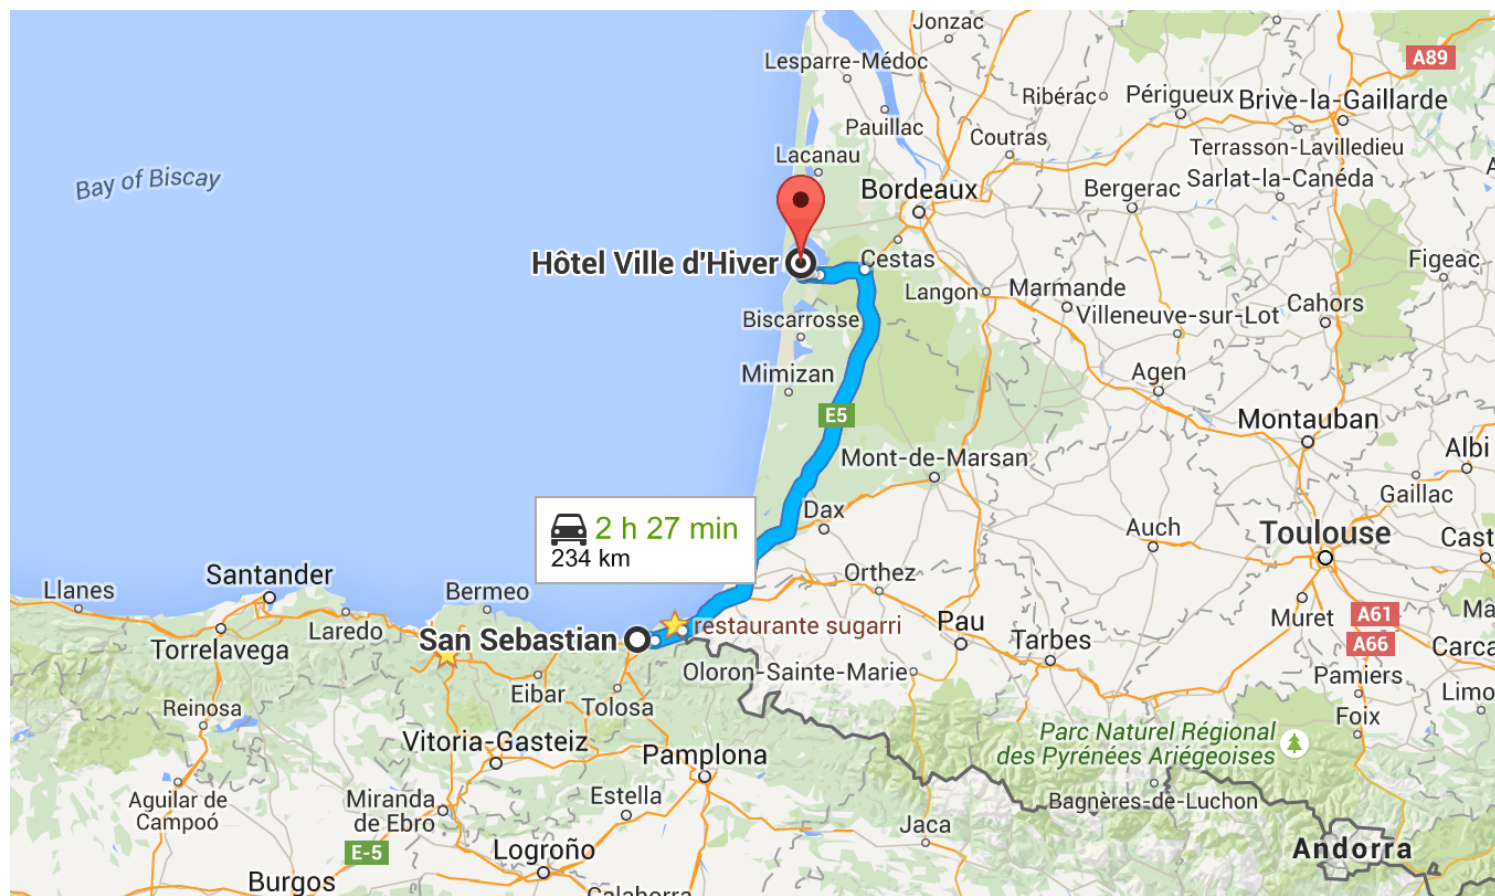 Jonzac
A89
Lesparre-Médoc
Ribérac
Périgueux
Brive-la-Gaillarde
Pauillac
Coutras
Terrasson-Lavilledieu
Lacanau
Bay of Biscay
Bordeaux
Bergerac
Sarlat-la-Canéda
Hôtel Ville d'Hiver
Cestas
Figeac
Langon
Marmande
Cahors
Biscarrosse
Villeneuve-sur-Lot
Mimizan
Agen
E5
Montauban
Albi
Mont-de-Marsan
Gaillac
Dax
2 h 27 min
234 km
Auch
Toulouse
Cast
Santander
Llanes
Bermeo
Orthez
Muret
A61
Ma
Laredo
restaurante sugarri
Pau
San Sebastian
Tarbes
A66
Carca
Torrelavega
Oloron-Sainte-Marie
Pamiers
Eibar
Tolosa
Limo
Reinosa
Foix
Parc Naturel Régional
des Pyrénées Ariégeoises
Vitoria-Gasteiz
Pamplona
Aguilar de
Campoó
Miranda
de Ebro
Estella
Bagnères-de-Luchon
Jaca
E-5
Logroño
Andorra
Burgos
Calahorra